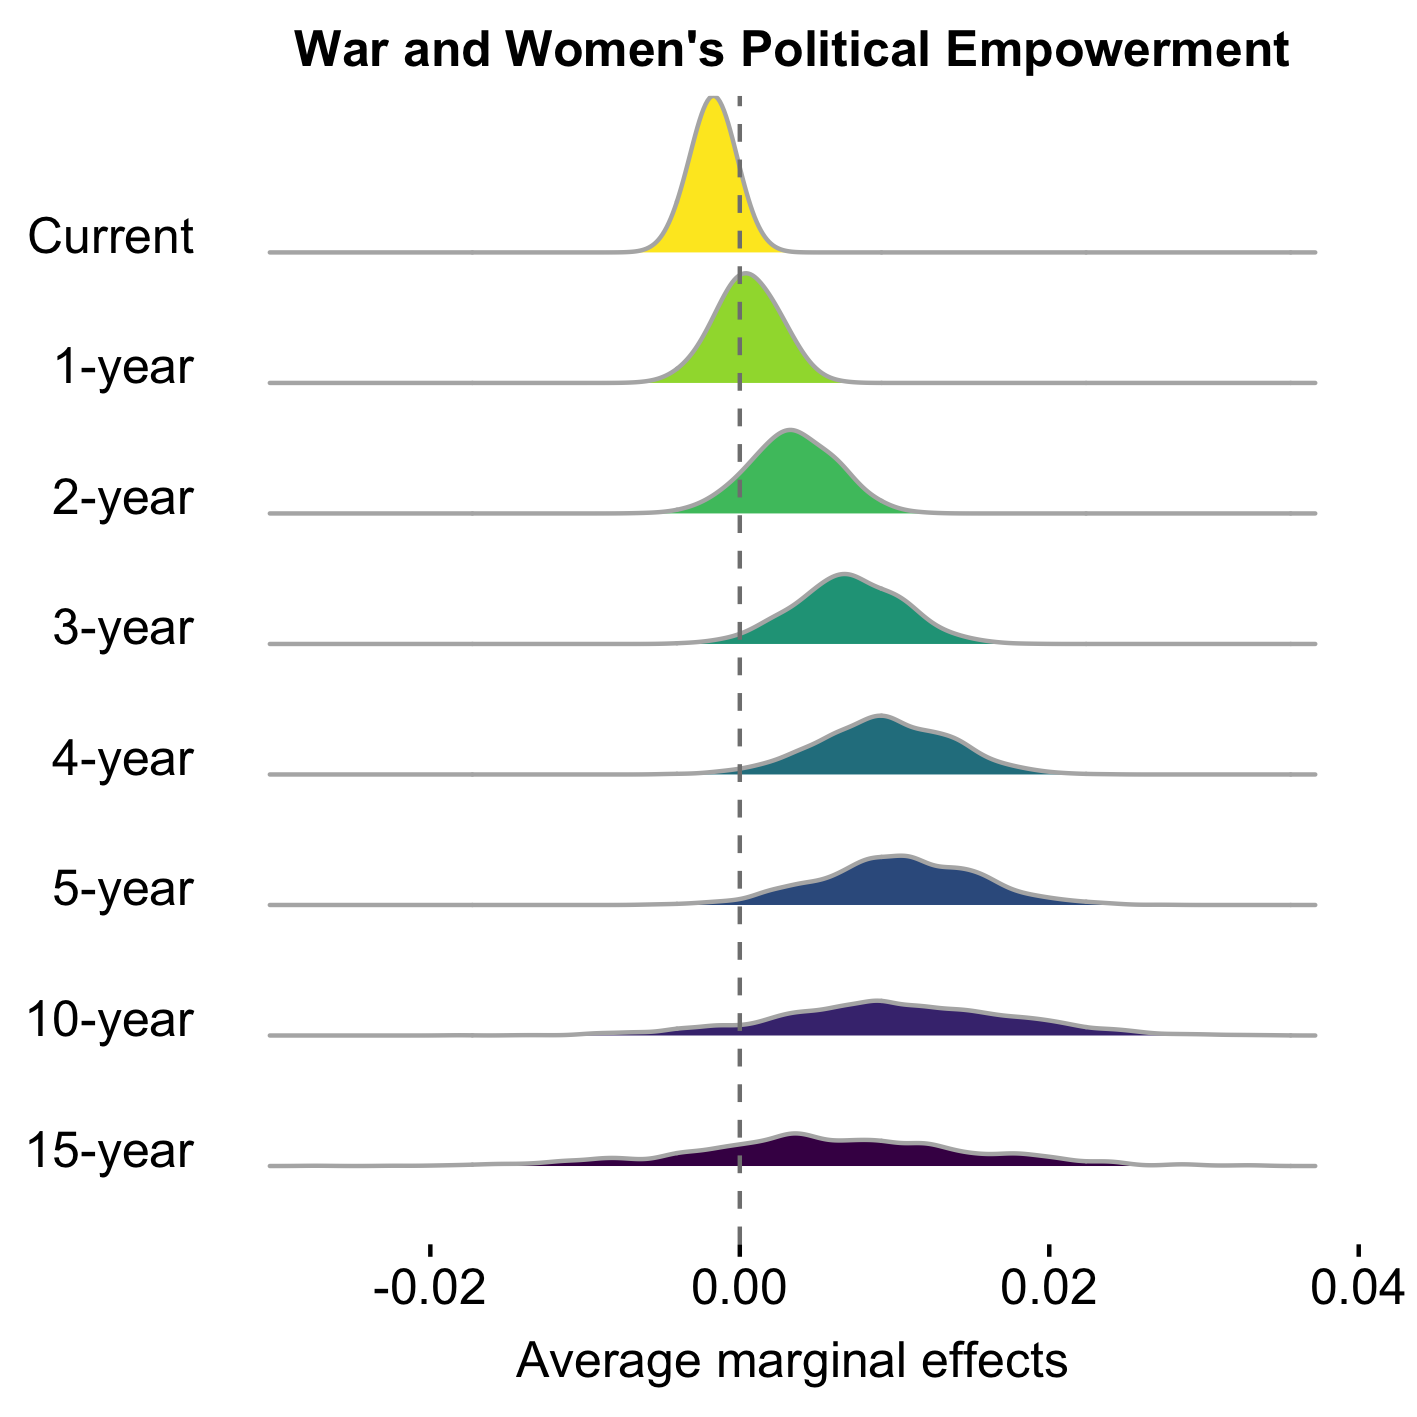 War and Women's Political Empowerment
Current
1-year
2-year
3-year
4-year
5-year
10-year
15-year
-0.02 0.00 0.02 0.04
Average marginal effects